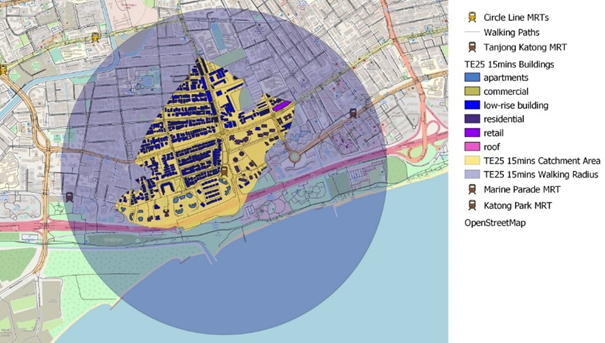 Circle Line MRTs
Walking Paths
Tanjong Katong MRT
TE25 15mins Buildings
apartments
commercial
low-rise building
residential
retail
roof
TE25 15mins Catchment Area
TE25 15mins Walking Radius
Marine Parade MRT
Katong Park MRT
OpenStreetMap